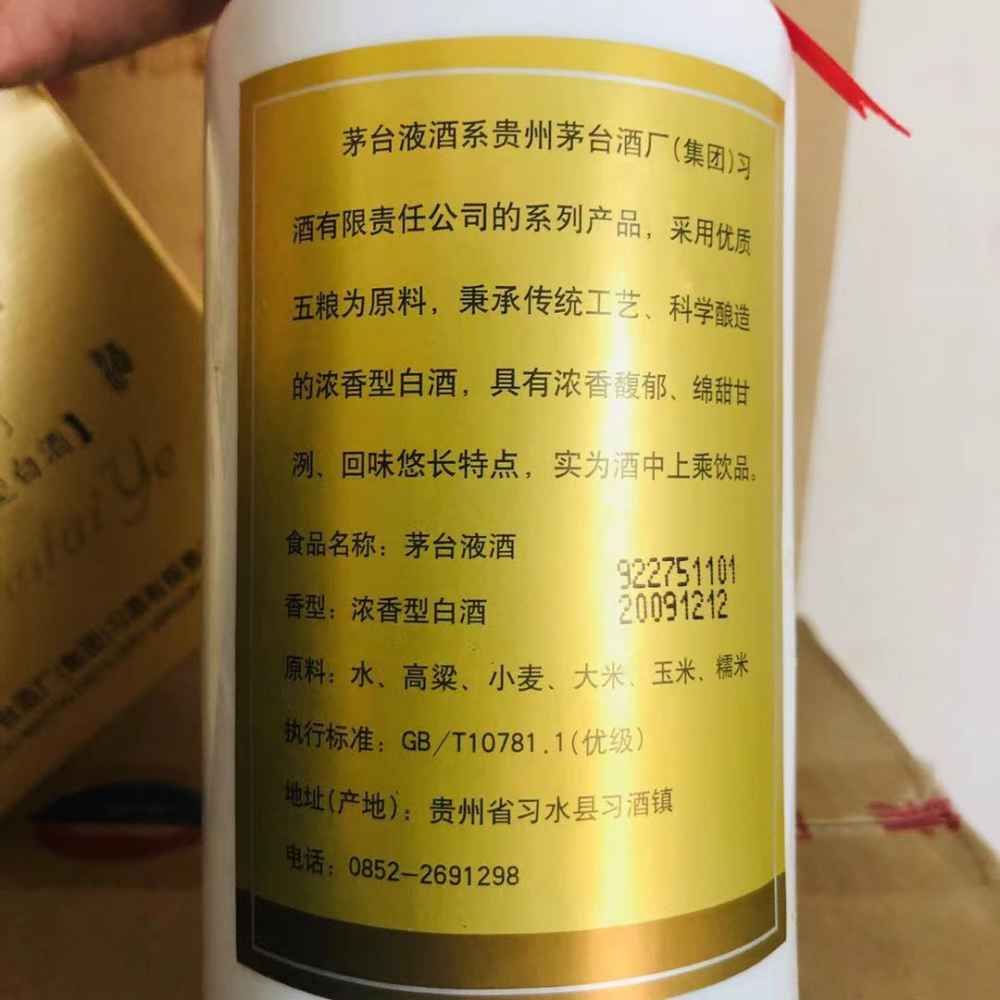 茅台液酒系贵州茅台酒厂(集团)习
酒有限责任公司的系列产品，采用优质
五粮为原料，秉承传统工艺、科学酿造
的浓香型白酒，具有浓香馥郁、绵甜甘
洌、回味悠长特点，实为酒中上乘饮品。
食品名称：茅台液酒
922751101
香型：浓香型白酒
20091212
原料：水、高粱、小麦、大米、玉米、糯米
执行标准：GB/T10781.1(优级)
地址(产地)：贵州省习水县习酒镇
电话：0852-2691298
型白酒】